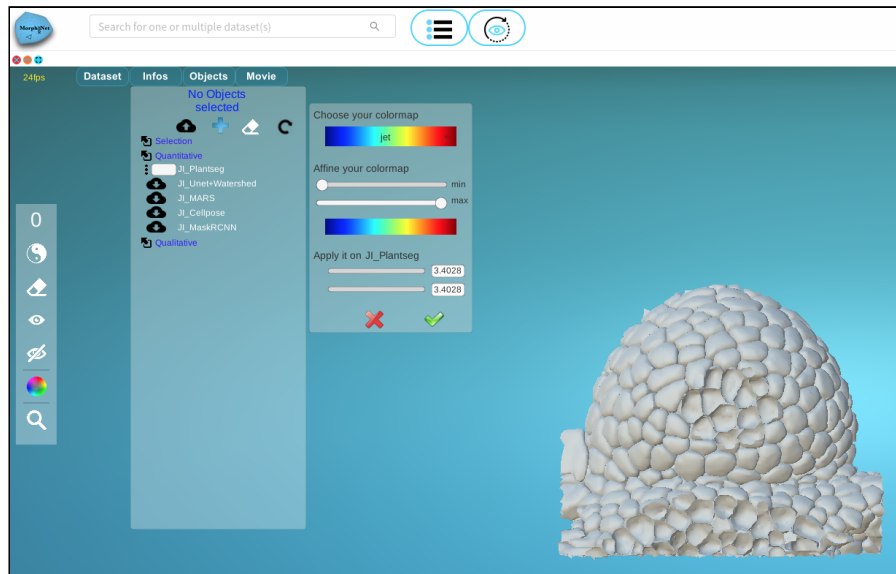 MorphoNet
Search for one or multiple dataset(s)
24fps
Dataset Infos Objects Movie
No Objects
selected
Selection
Quantitative
JI_Plantseg
JI_Unet+Watershed
JI_MARS
JI_Cellpose
JI_MaskRCNN
Qualitative
0
Choose your colormap
jet
Affine your colormap
min
max
Apply it on JI_Plantseg
3.4028
3.4028